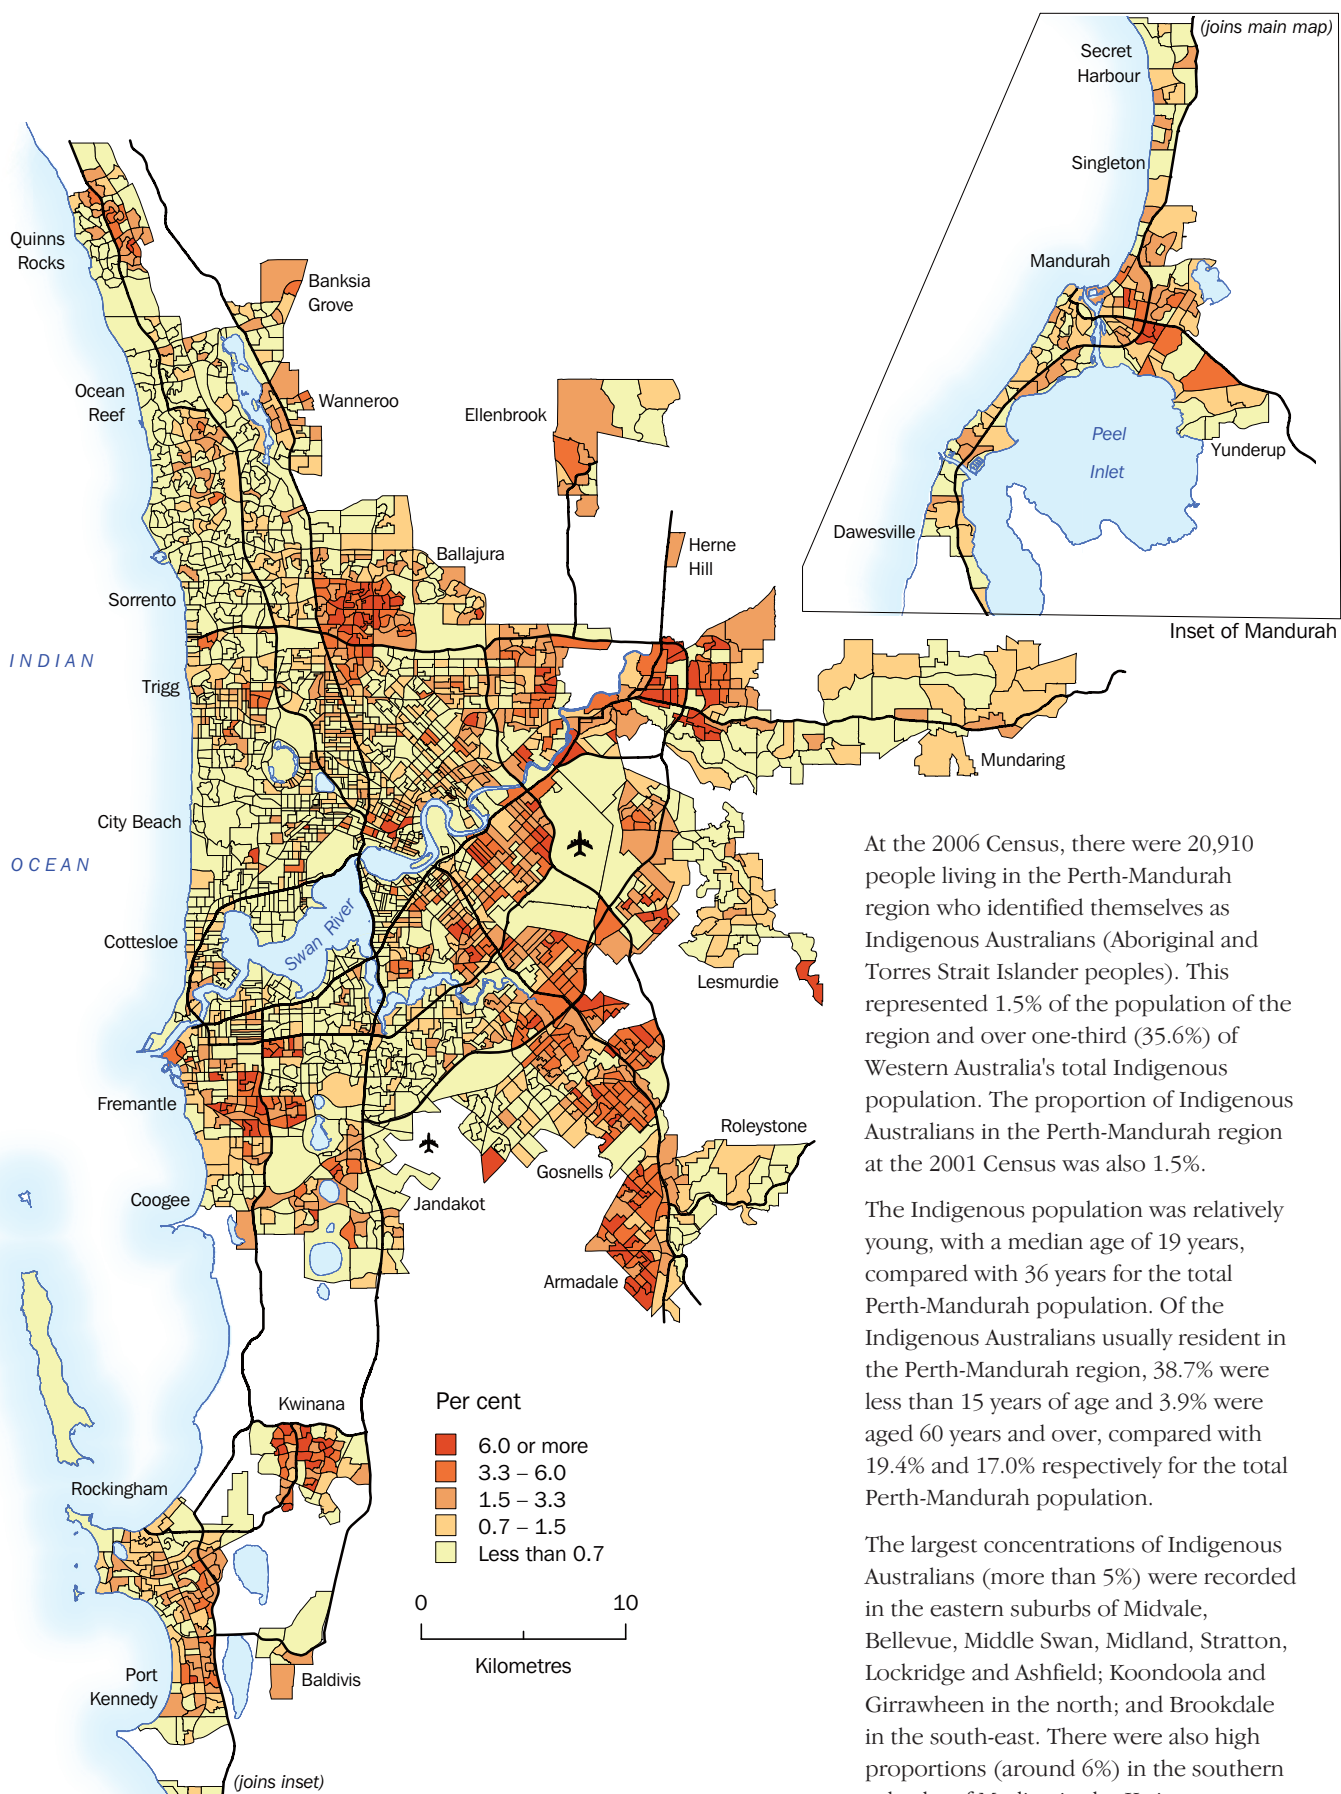 (joins main map)
Secret
Harbour
Singleton
Mandurah
Peel
Inlet
Yunderup
Dawesville
Inset of Mandurah
Quinns
Rocks
Banksia
Grove
Ocean
Reef
Wanneroo
Ellenbrook
Ballajura
Herne
Hill
Sorrento
INDIAN
Trigg
Mundaring
City Beach
OCEAN
Swan River
Cottesloe
Lesmurdie
Fremantle
Roleystone
Gosnells
Coogee
Jandakot
Armadale
Kwinana
Rockingham
Port
Kennedy
Baldivis
(joins inset)
Per cent
6.0 or more
3.3 – 6.0
1.5 – 3.3
0.7 – 1.5
Less than 0.7
0 10
Kilometres
At the 2006 Census, there were 20,910
people living in the Perth-Mandurah
region who identified themselves as
Indigenous Australians (Aboriginal and
Torres Strait Islander peoples). This
represented 1.5% of the population of the
region and over one-third (35.6%) of
Western Australia's total Indigenous
population. The proportion of Indigenous
Australians in the Perth-Mandurah region
at the 2001 Census was also 1.5%.
The Indigenous population was relatively
young, with a median age of 19 years,
compared with 36 years for the total
Perth-Mandurah population. Of the
Indigenous Australians usually resident in
the Perth-Mandurah region, 38.7% were
less than 15 years of age and 3.9% were
aged 60 years and over, compared with
19.4% and 17.0% respectively for the total
Perth-Mandurah population.
The largest concentrations of Indigenous
Australians (more than 5%) were recorded
in the eastern suburbs of Midvale,
Bellevue, Middle Swan, Midland, Stratton,
Lockridge and Ashfield; Koondoola and
Girrawheen in the north; and Brookdale
in the south-east. There were also high
proportions (around 6%) in the southern